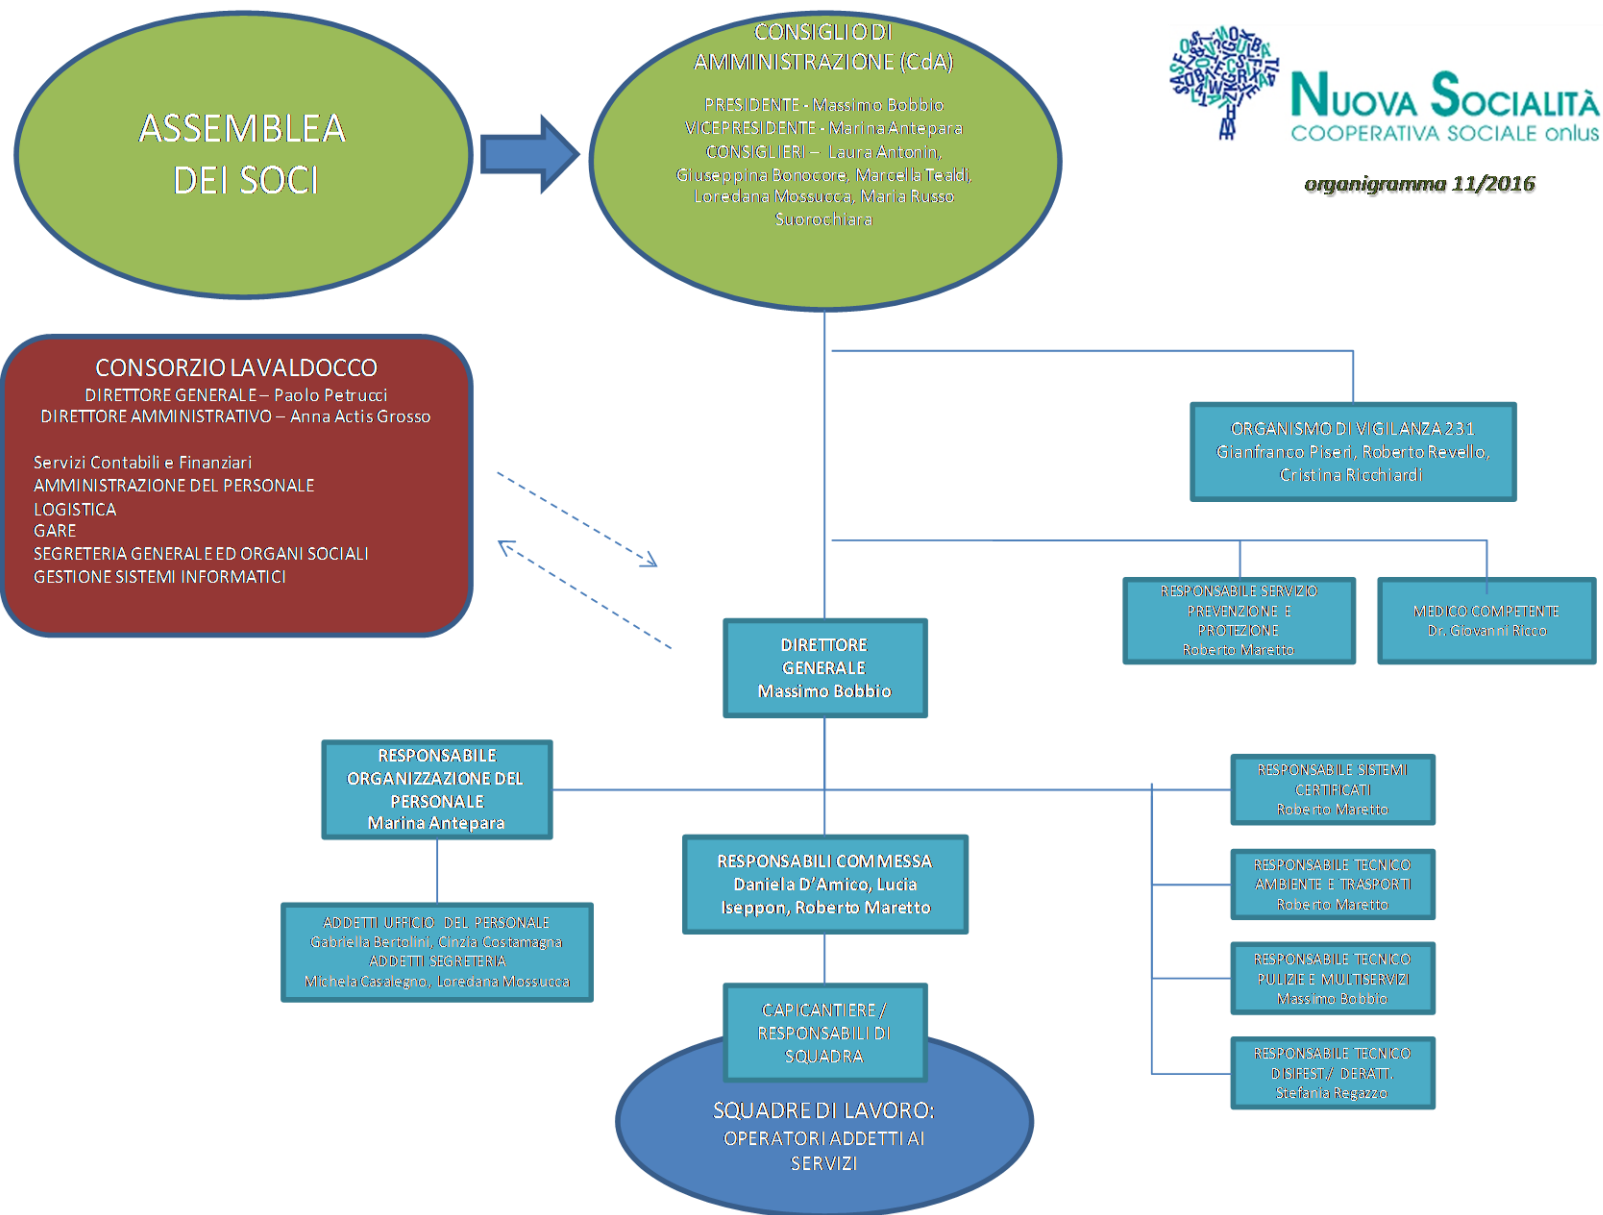 ASSEMBLEA
DEI SOCI
CONSIGLIO DI
AMMINISTRAZIONE (CdA)
PRESIDENTE - Massimo Bobbio
VICEPRESIDENTE - Marina Antepara
CONSIGLIERI – Laura Antonin,
Giuseppina Bonocore, Marcella Tealdi,
Loredana Mossucca, Maria Russo
Suorochiara
NUOVA SOCIALITÀ
COOPERATIVA SOCIALE onlus
organigramma 11/2016
CONSORZIO LAVALDOCCO
DIRETTORE GENERALE – Paolo Petrucci
DIRETTORE AMMINISTRATIVO – Anna Actis Grosso
Servizi Contabili e Finanziari
AMMINISTRAZIONE DEL PERSONALE
LOGISTICA
GARE
SEGRETERIA GENERALE ED ORGANI SOCIALI
GESTIONE SISTEMI INFORMATICI
ORGANISMO DI VIGILANZA 231
Gianfranco Piseri, Roberto Revello,
Cristina Ricchiardi
RESPONSABILE SERVIZIO
PREVENZIONE E
PROTEZIONE
Roberto Maretto
MEDICO COMPETENTE
Dr. Giovanni Ricco
DIRETTORE
GENERALE
Massimo Bobbio
RESPONSABILE
ORGANIZZAZIONE DEL
PERSONALE
Marina Antepara
ADDETTI UFFICIO DEL PERSONALE
Gabriella Bertolini, Cinzia Costamagna
ADDETTI SEGRETERIA
Michela Casalegno, Loredana Mossucca
RESPONSABILI COMMESSA
Daniela D'Amico, Lucia
Iseppon, Roberto Maretto
CAPICANTIERE /
RESPONSABILI DI
SQUADRA
SQUADRE DI LAVORO:
OPERATORI ADDETTI AI
SERVIZI
RESPONSABILE SISTEMI
CERTIFICATI
Roberto Maretto
RESPONSABILE TECNICO
AMBIENTE E TRASPORTI
Roberto Maretto
RESPONSABILE TECNICO
PULIZIE E MULTISERVIZI
Massimo Bobbio
RESPONSABILE TECNICO
DISIFEST./ DERATT.
Stefania Regazzo